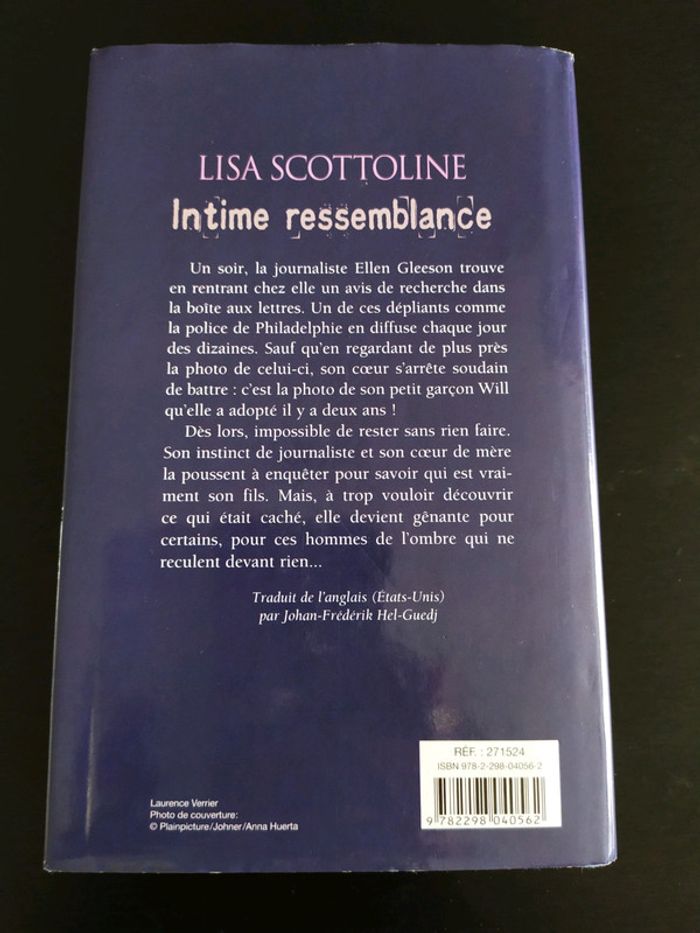 LISA SCOTTOLINE
Intime ressemblance
Un soir, la journaliste Ellen Gleeson trouve
en rentrant chez elle un avis de recherche dans
la boîte aux lettres. Un de ces dépliants comme
la police de Philadelphie en diffuse chaque jour
des dizaines. Sauf qu'en regardant de plus près
la photo de celui-ci, son cœur s'arrête soudain
de battre : c'est la photo de son petit garçon Will
qu'elle a adopté il y a deux ans !
Dès lors, impossible de rester sans rien faire.
Son instinct de journaliste et son cœur de mère
la poussent à enquêter pour savoir qui est vrai-
ment son fils. Mais, à trop vouloir découvrir
ce qui était caché, elle devient gênante pour
certains, pour ces hommes de l'ombre qui ne
reculent devant rien...
Traduit de l'anglais (États-Unis)
par Johan-Frédérik Hel-Guedj
RÉF. : 271524
ISBN 978-2-298-04056-2
9 782298 040562
Laurence Verrier
Photo de couverture:
© Plainpicture/Johner/Anna Huerta